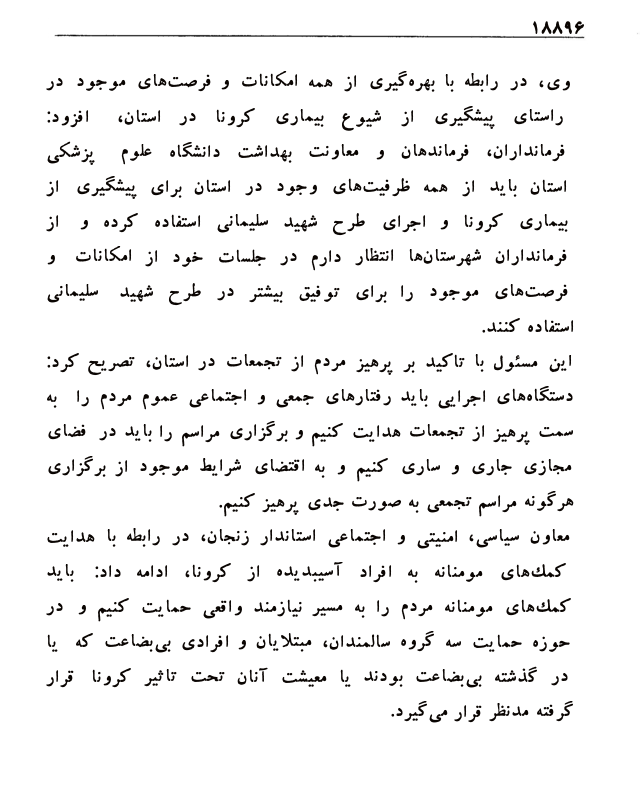 ۱۸۸۹۶
وی، در رابطه با بهره‌گیری از همه امکانات و فرصت‌های موجود در
راستای پیشگیری از شیوع بیماری کرونا در استان، افزود:
فرمانداران، فرماندهان و معاونت بهداشت دانشگاه علوم پزشکی
استان باید از همه ظرفیت‌های وجود در استان برای پیشگیری از
بیماری کرونا و اجرای طرح شهید سلیمانی استفاده کرده و از
فرمانداران شهرستان‌ها انتظار دارم در جلسات خود از امکانات و
فرصت‌های موجود را برای توفیق بیشتر در طرح شهید سلیمانی
استفاده کنند.
این مسئول با تاکید بر پرهیز مردم از تجمعات در استان، تصریح کرد:
دستگاه‌های اجرایی باید رفتارهای جمعی و اجتماعی عموم مردم را به
سمت پرهیز از تجمعات هدایت کنیم و برگزاری مراسم را باید در فضای
مجازی جاری و ساری کنیم و به اقتضای شرایط موجود از برگزاری
هرگونه مراسم تجمعی به صورت جدی پرهیز کنیم.
معاون سیاسی، امنیتی و اجتماعی استاندار زنجان، در رابطه با هدایت
کمك‌های مومنانه به افراد آسیبدیده از کرونا، ادامه داد: باید
کمك‌های مومنانه مردم را به مسیر نیازمند واقعی حمایت کنیم و در
حوزه حمایت سه گروه سالمندان، مبتلایان و افرادی بی‌بضاعت که یا
در گذشته بی‌بضاعت بودند یا معیشت آنان تحت تاثیر کرونا قرار
گرفته مدنظر قرار می‌گیرد.